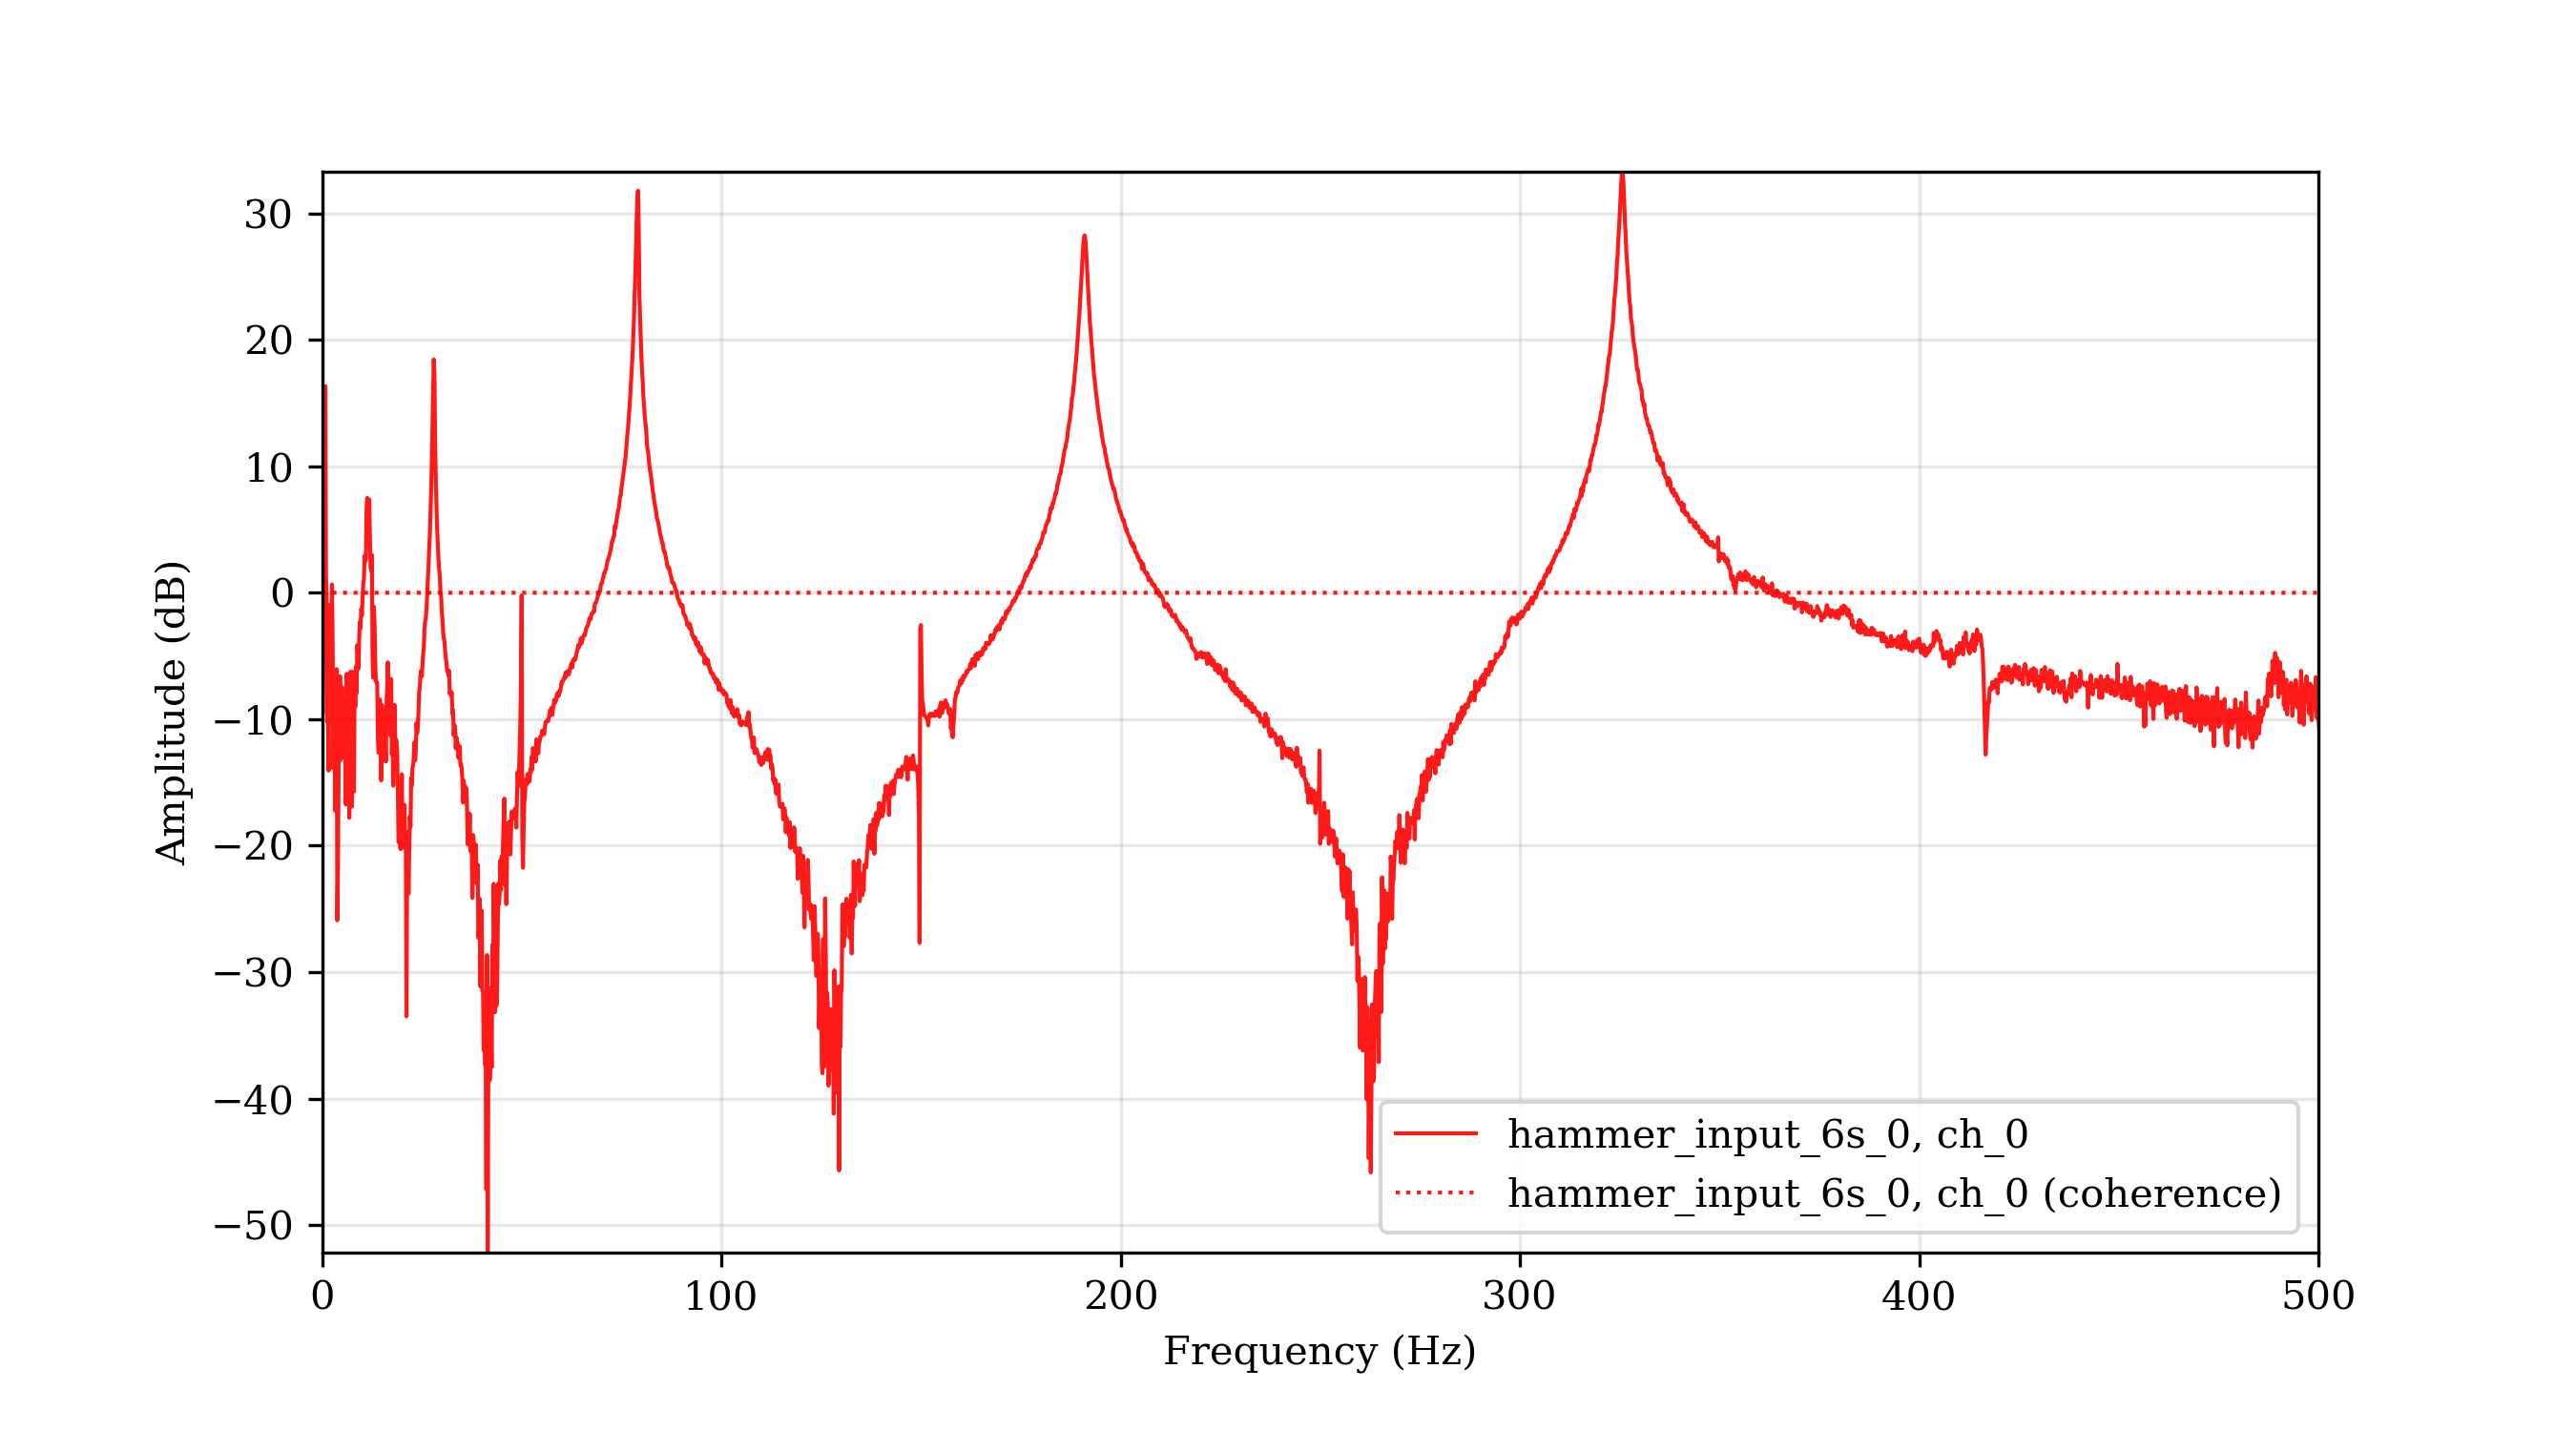 30
20
10
0
−10
−20
−30
−40
−50
Amplitude (dB)
hammer_input_6s_0, ch_0
hammer_input_6s_0, ch_0 (coherence)
0 100 200 300 400 500
Frequency (Hz)